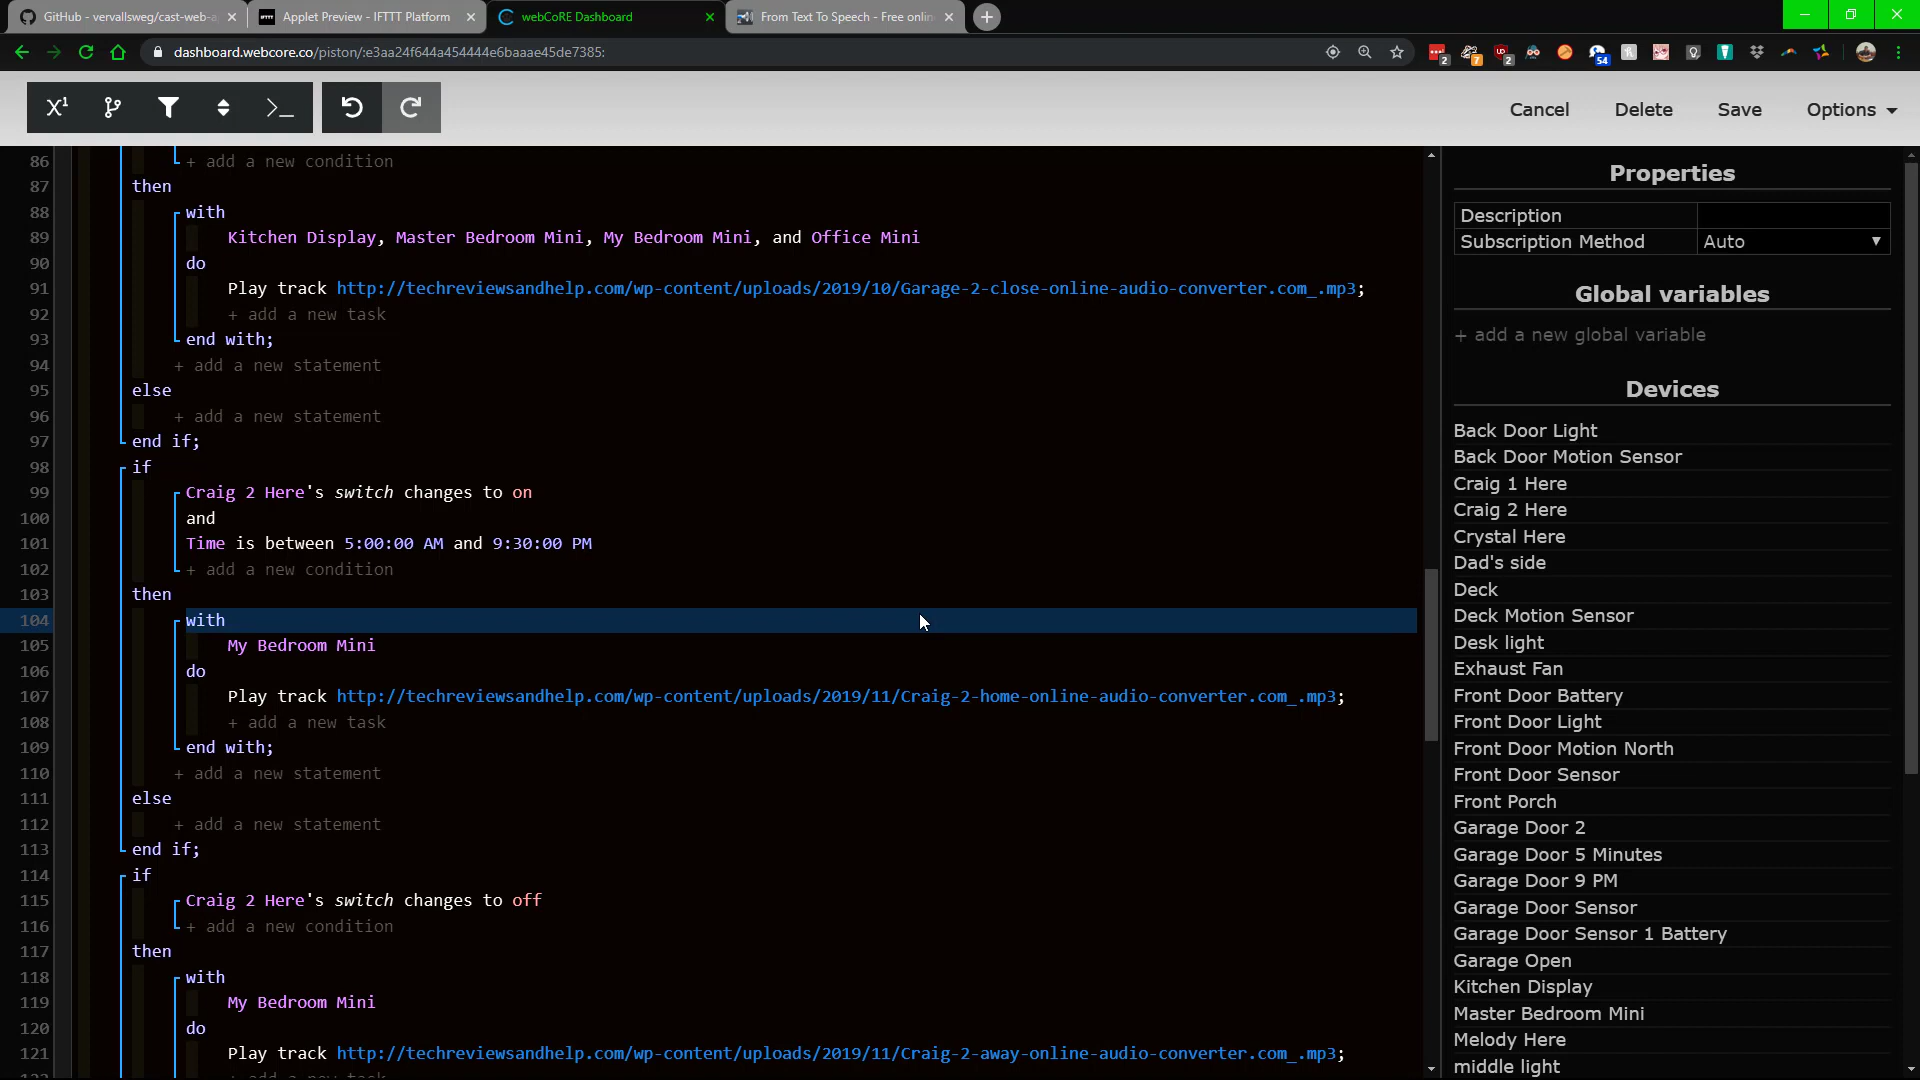 GitHub - vervallsweg/cast-web-a
IFTTT Applet Preview - IFTTT Platform
webCoRE Dashboard
From Text To Speech - Free onlin
dashboard.webcore.co/piston/:e3aa24f644a454444e6baaae45de7385:
2 7 2 54
X¹ >_ Cancel Delete Save Options
86 + add a new condition
87 then
88 with
89 Kitchen Display, Master Bedroom Mini, My Bedroom Mini, and Office Mini
90 do
91 Play track http://techreviewsandhelp.com/wp-content/uploads/2019/10/Garage-2-close-online-audio-converter.com_.mp3;
92 + add a new task
93 end with;
94 + add a new statement
95 else
96 + add a new statement
97 end if;
98 if
99 Craig 2 Here's switch changes to on
100 and
101 Time is between 5:00:00 AM and 9:30:00 PM
102 + add a new condition
103 then
104 with
105 My Bedroom Mini
106 do
107 Play track http://techreviewsandhelp.com/wp-content/uploads/2019/11/Craig-2-home-online-audio-converter.com_.mp3;
108 + add a new task
109 end with;
110 + add a new statement
111 else
112 + add a new statement
113 end if;
114 if
115 Craig 2 Here's switch changes to off
116 + add a new condition
117 then
118 with
119 My Bedroom Mini
120 do
121 Play track http://techreviewsandhelp.com/wp-content/uploads/2019/11/Craig-2-away-online-audio-converter.com_.mp3;
+ add a new task
Properties
Description
Subscription Method Auto
Global variables
+ add a new global variable
Devices
Back Door Light
Back Door Motion Sensor
Craig 1 Here
Craig 2 Here
Crystal Here
Dad's side
Deck
Deck Motion Sensor
Desk light
Exhaust Fan
Front Door Battery
Front Door Light
Front Door Motion North
Front Door Sensor
Front Porch
Garage Door 2
Garage Door 5 Minutes
Garage Door 9 PM
Garage Door Sensor
Garage Door Sensor 1 Battery
Garage Open
Kitchen Display
Master Bedroom Mini
Melody Here
middle light